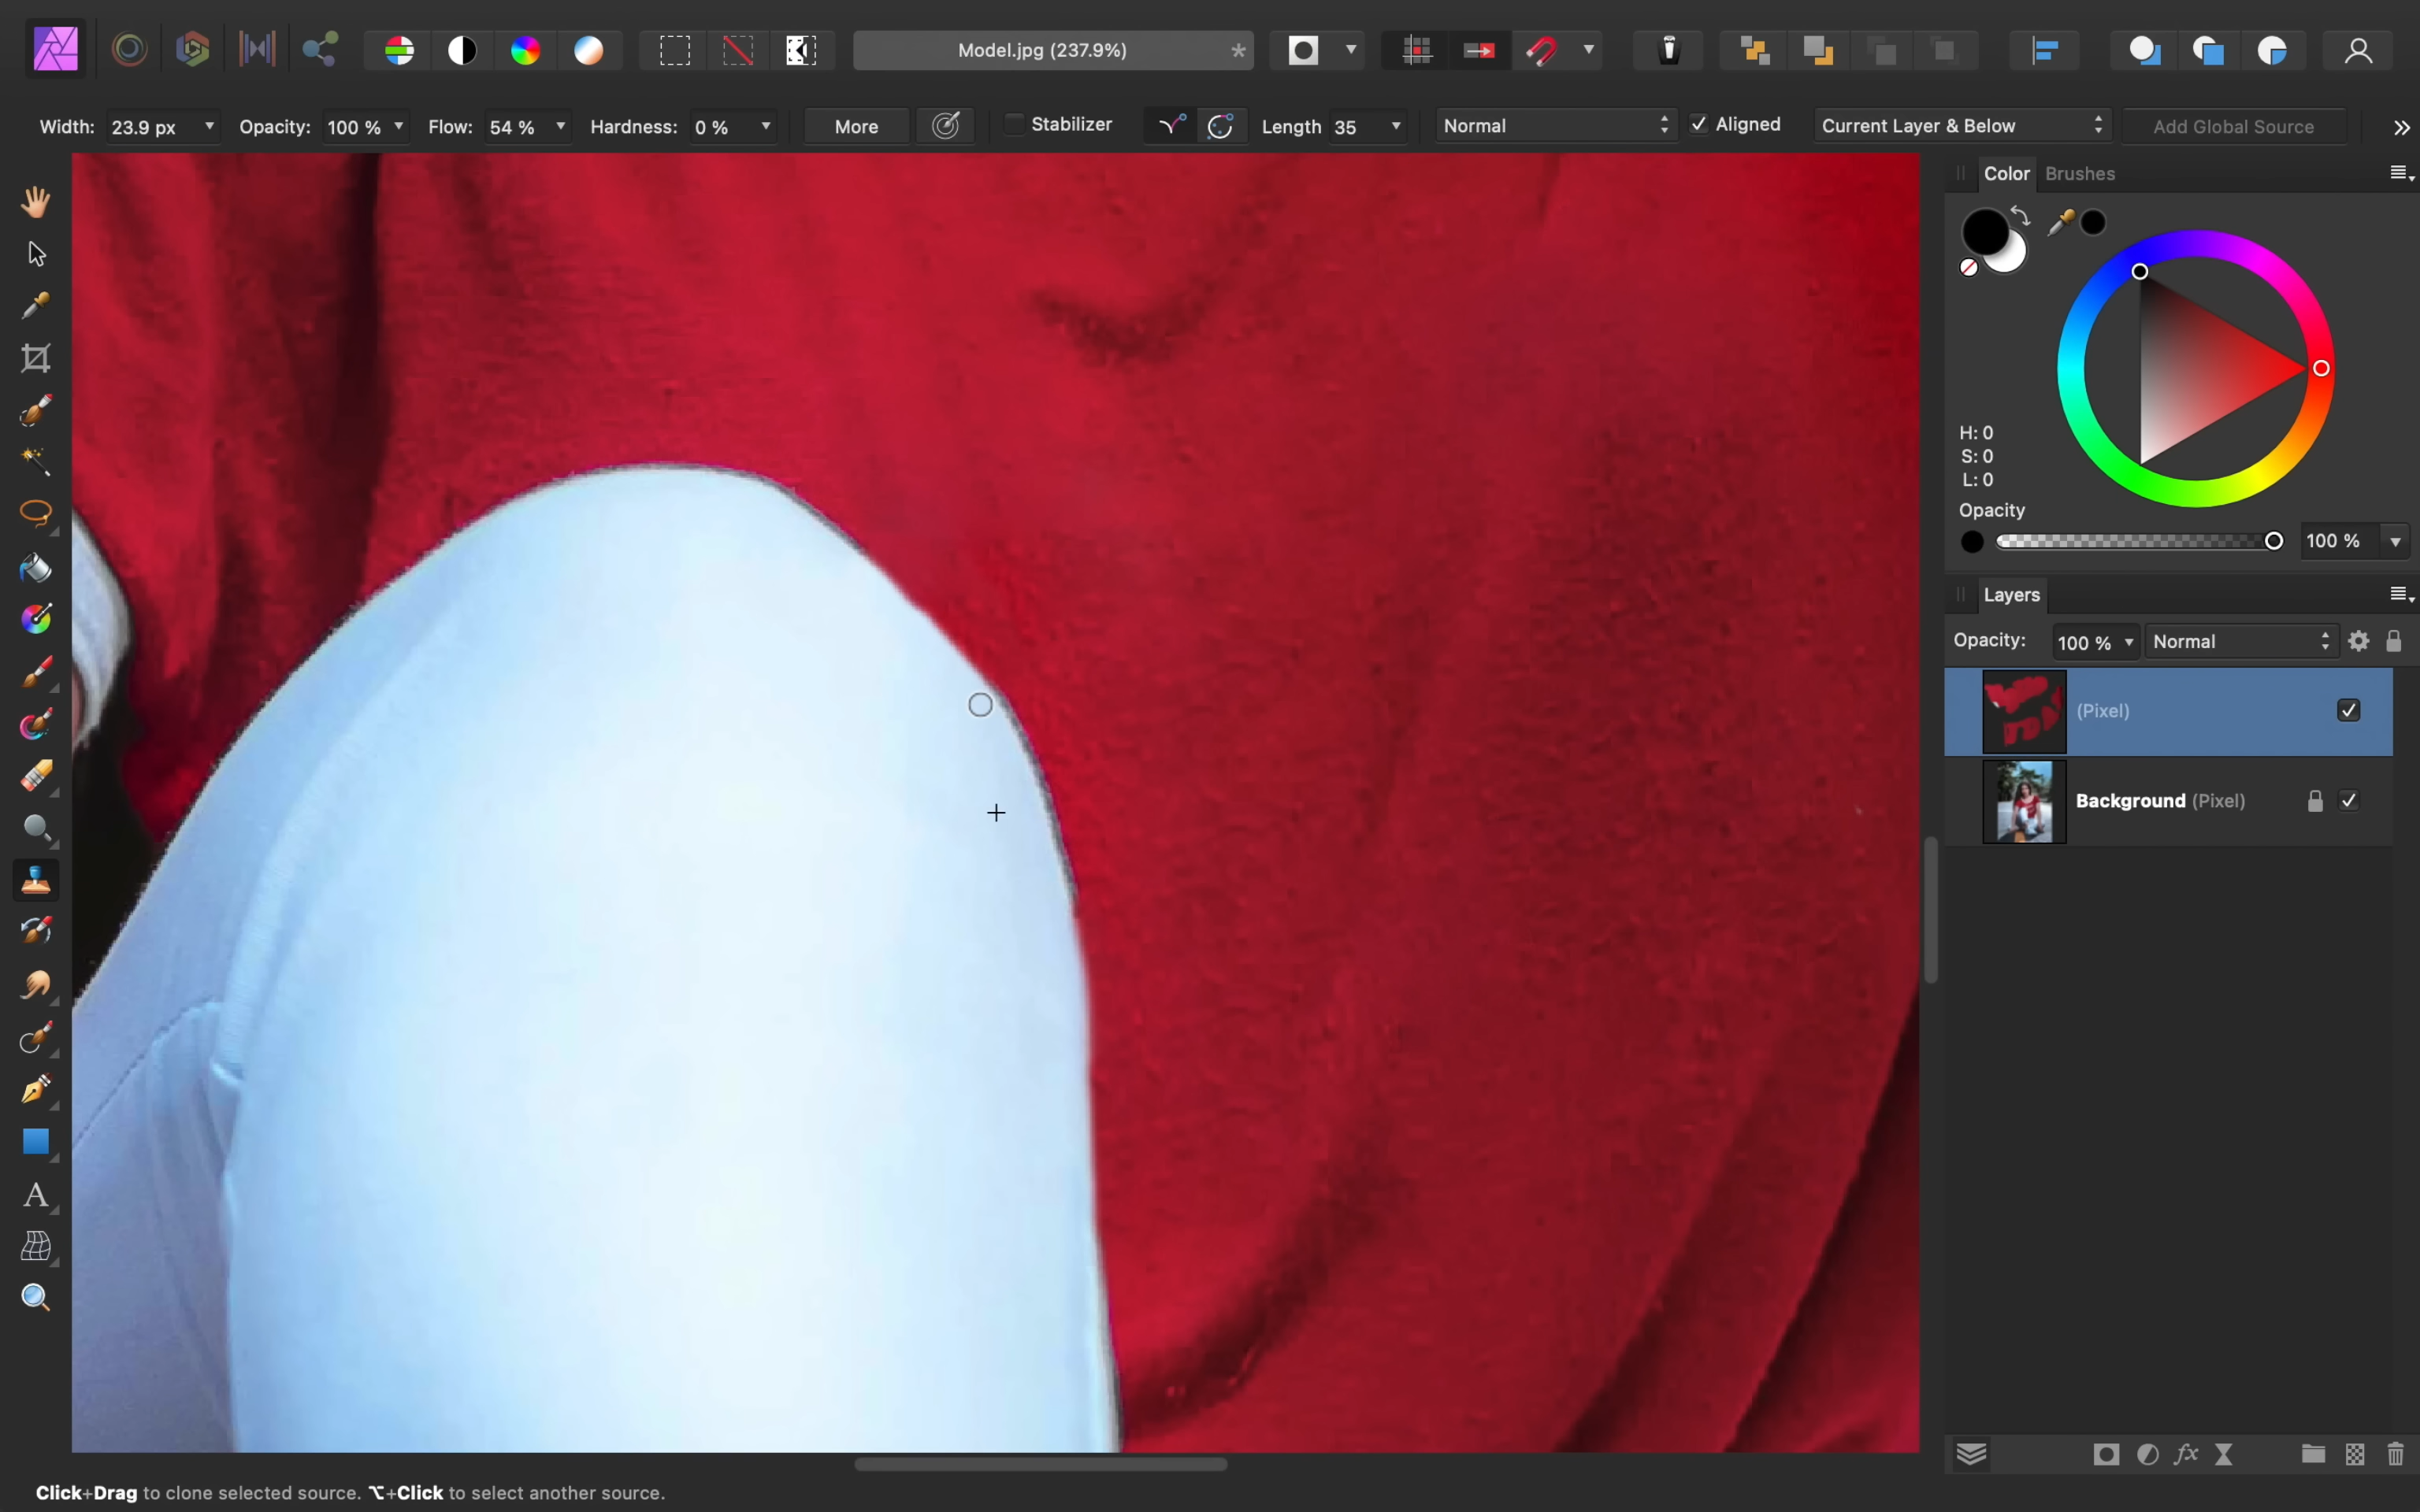 Model.jpg (237.9%) *
Width: 23.9 px Opacity: 100 % Flow: 54 % Hardness: 0 % More Stabilizer Length 35 Normal Aligned Current Layer & Below Add Global Source
Color Brushes
H: 0
S: 0
L: 0
Opacity
100 %
Layers
Opacity: 100 % Normal
(Pixel)
Background (Pixel)
fx
A
Click+Drag to clone selected source. ⌥+Click to select another source.